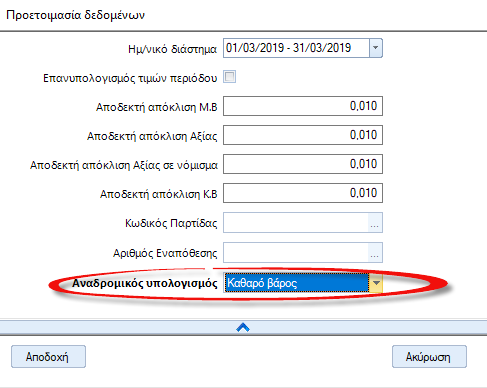 Προετοιμασία δεδομένων
Ημ/νικό διάστημα 01/03/2019 - 31/03/2019
Επανυπολογισμός τιμών περιόδου
Αποδεκτή απόκλιση Μ.Β 0,010
Αποδεκτή απόκλιση Αξίας 0,010
Αποδεκτή απόκλιση Αξίας σε νόμισμα 0,010
Αποδεκτή απόκλιση Κ.Β 0,010
Κωδικός Παρτίδας ...
Αριθμός Εναπόθεσης ...
Αναδρομικός υπολογισμός Καθαρό βάρος
Αποδοχή Ακύρωση